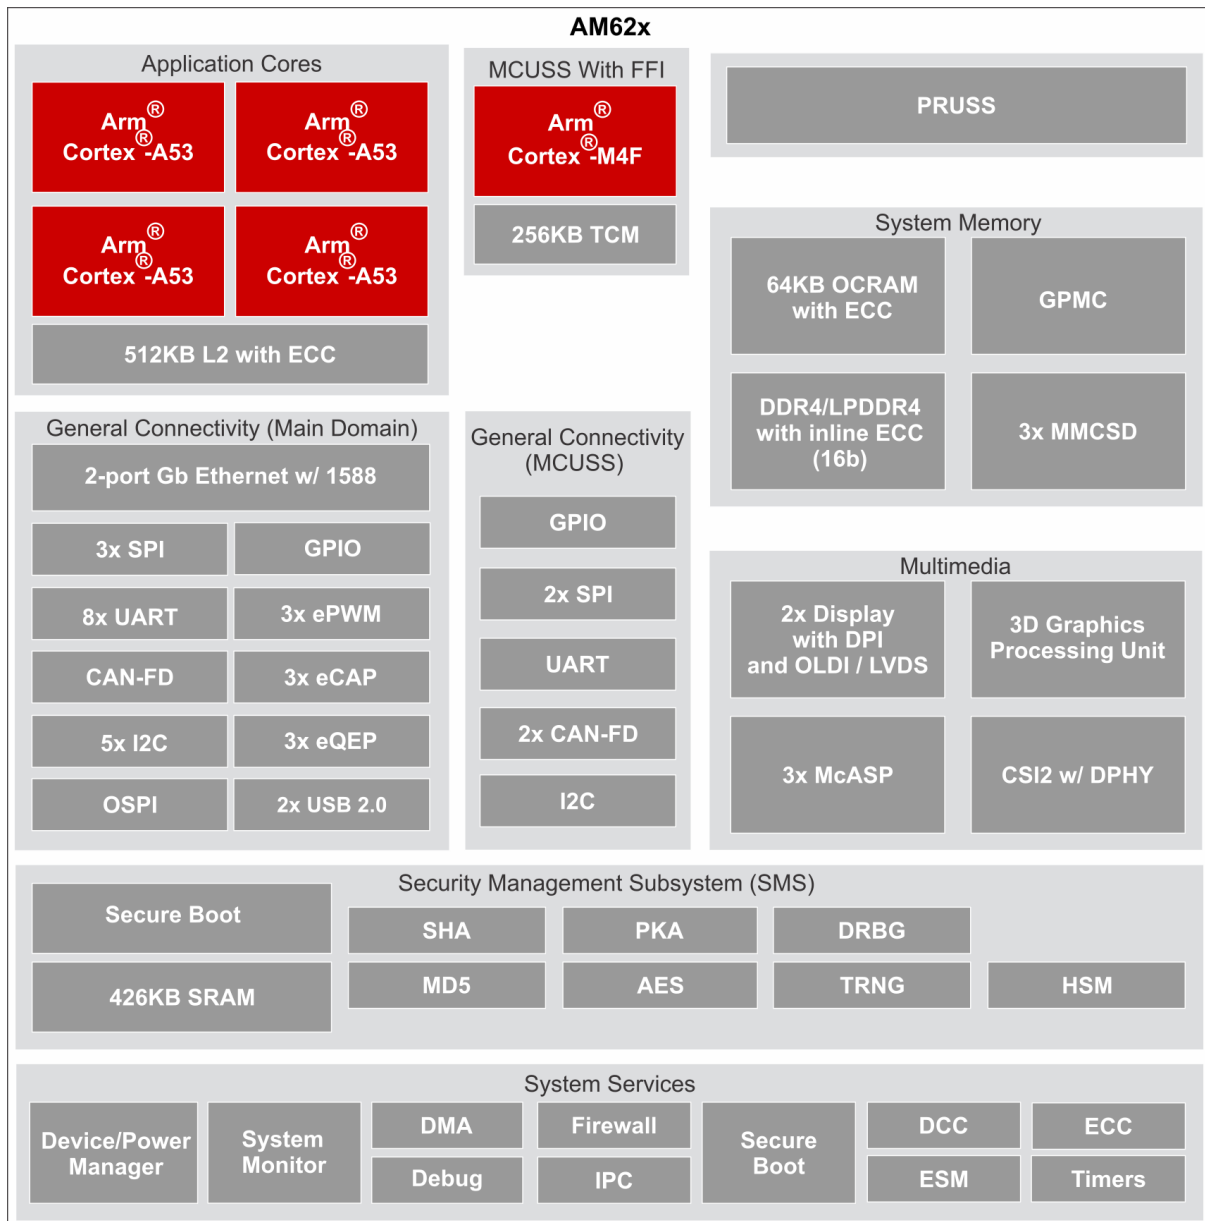 AM62x
Application Cores
Arm®
Cortex®-A53
Arm®
Cortex®-A53
Arm®
Cortex®-A53
Arm®
Cortex®-A53
512KB L2 with ECC
MCUSS With FFI
Arm®
Cortex®-M4F
256KB TCM
PRUSS
System Memory
64KB OCRAM
with ECC
GPMC
DDR4/LPDDR4
with inline ECC
(16b)
3x MMCSD
General Connectivity (Main Domain)
2-port Gb Ethernet w/ 1588
3x SPI
GPIO
8x UART
3x ePWM
CAN-FD
3x eCAP
5x I2C
3x eQEP
OSPI
2x USB 2.0
General Connectivity
(MCUSS)
GPIO
2x SPI
UART
2x CAN-FD
I2C
Multimedia
2x Display
with DPI
and OLDI / LVDS
3D Graphics
Processing Unit
3x McASP
CSI2 w/ DPHY
Security Management Subsystem (SMS)
Secure Boot
SHA
PKA
DRBG
426KB SRAM
MD5
AES
TRNG
HSM
System Services
Device/Power
Manager
System
Monitor
DMA
Debug
Firewall
IPC
Secure
Boot
DCC
ESM
ECC
Timers